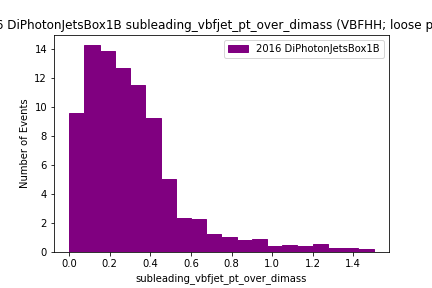 DiPhotonJetsBox1B subleading_vbfjet_pt_over_dimass (VBFHH; loose
2016 DiPhotonJetsBox1B
Number of Events
14
12
10
8
6
4
2
0
0.0 0.2 0.4 0.6 0.8 1.0 1.2 1.4
subleading_vbfjet_pt_over_dimass